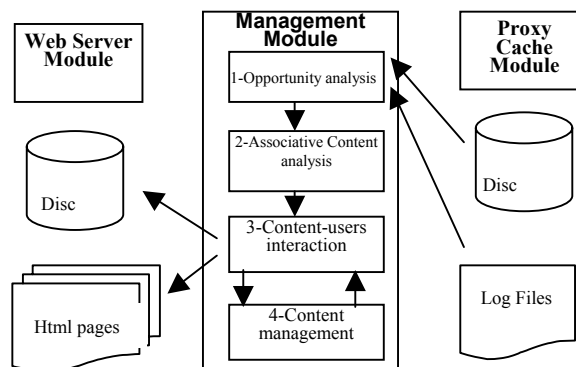 Web Server
Module
Disc
Html pages
Management
Module
1-Opportunity analysis
2-Associative Content
analysis
3-Content-users
interaction
4-Content
management
Proxy
Cache
Module
Disc
Log Files